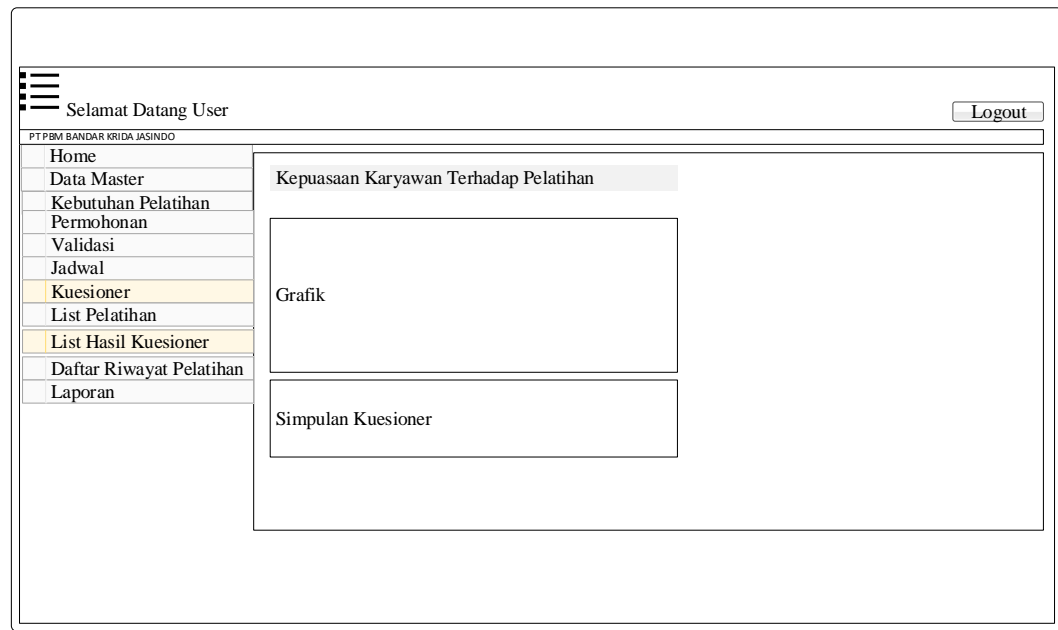 Selamat Datang User
Logout
PT PBM BANDAR KRIDA JASINDO
Home
Data Master
Kebutuhan Pelatihan
Permohonan
Validasi
Jadwal
Kuesioner
List Pelatihan
List Hasil Kuesioner
Daftar Riwayat Pelatihan
Laporan
Kepuasaan Karyawan Terhadap Pelatihan
Grafik
Simpulan Kuesioner